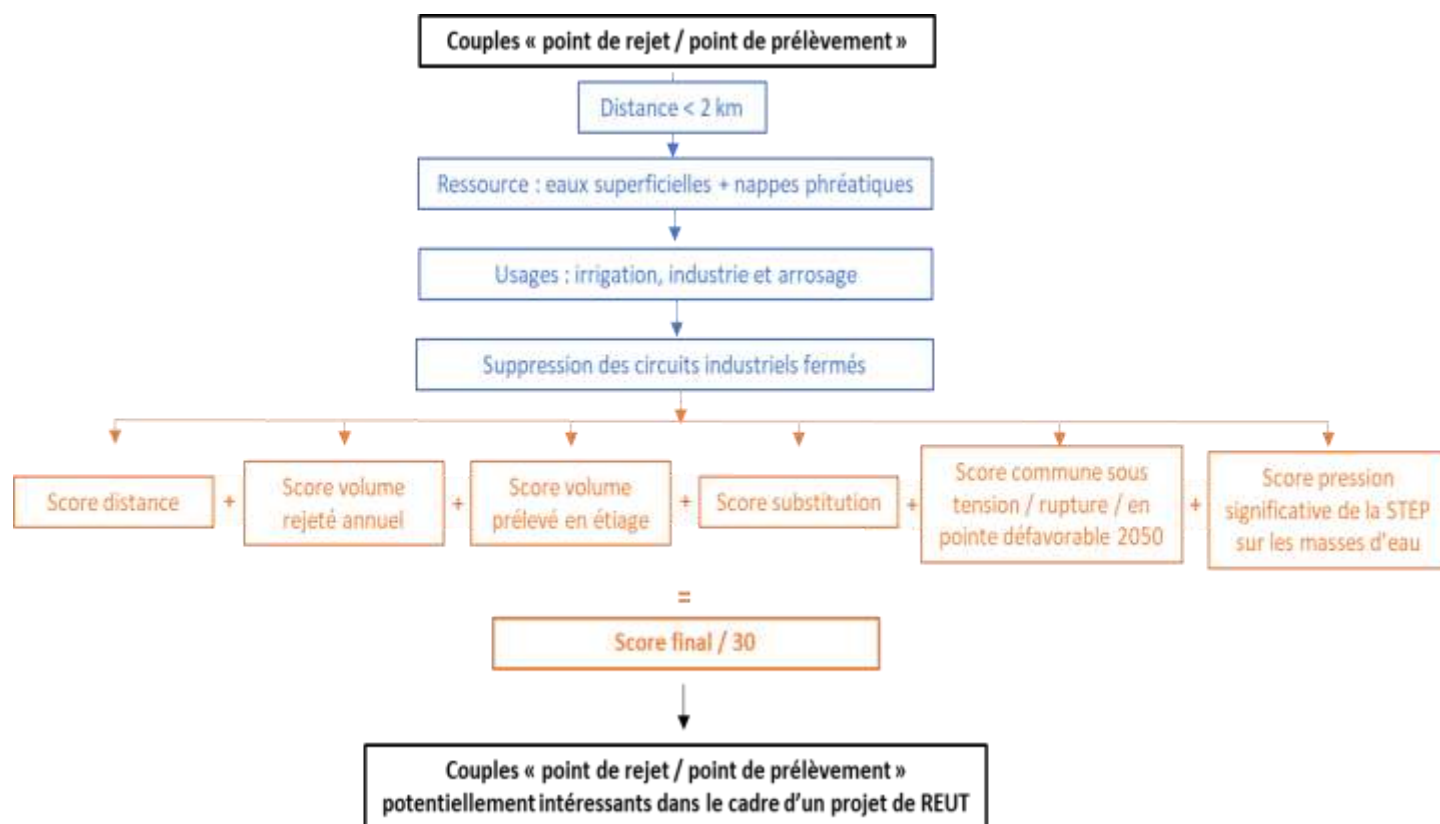 Couples « point de rejet / point de prélèvement »
Distance < 2 km
Ressource : eaux superficielles + nappes phréatiques
Usages : irrigation, industrie et arrosage
Suppression des circuits industriels fermés
Score distance
+
Score volume
rejeté annuel
+
Score volume
prélevé en étiage
+
Score substitution
+
Score commune sous
tension / rupture / en
pointe défavorable 2050
+
Score pression
significative de la STEP
sur les masses d'eau
=
Score final / 30
Couples « point de rejet / point de prélèvement »
potentiellement intéressants dans le cadre d'un projet de REUT